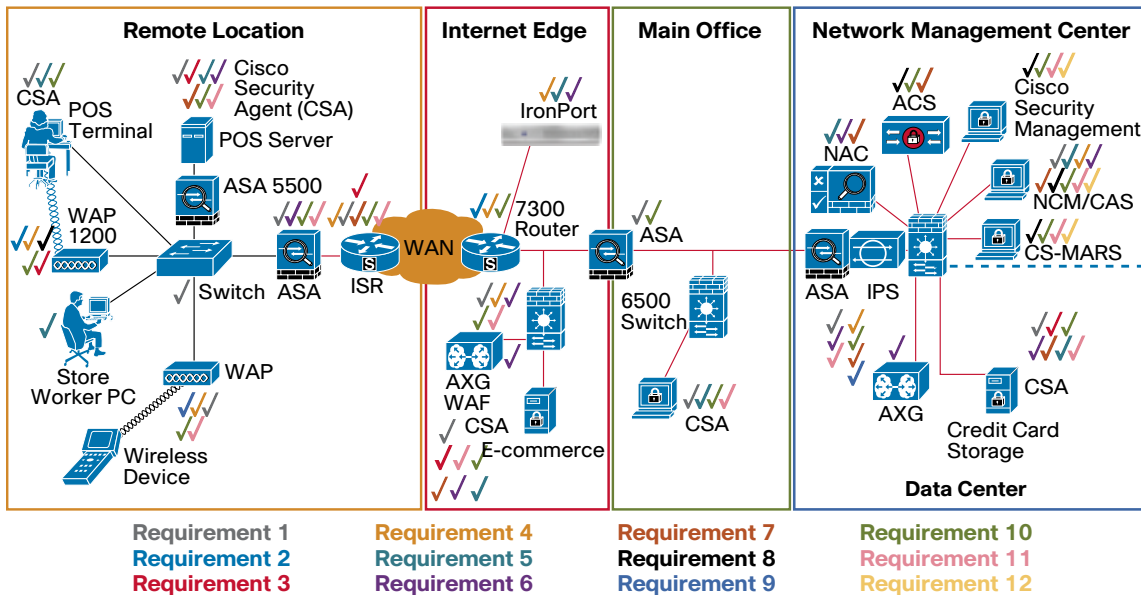 Remote Location
CSA
POS
Terminal
Cisco
Security
Agent (CSA)
POS Server
ASA 5500
WAP
1200
Switch
ASA
ISR
Store
Worker PC
WAP
Wireless
Device
WAN
Internet Edge
IronPort
7300
Router
AXG
WAF
CSA
E-commerce
Main Office
ASA
6500
Switch
CSA
Network Management Center
ACS
Cisco
Security
Management
NAC
NCM/CAS
CS-MARS
ASA
IPS
AXG
CSA
Credit Card
Storage
Data Center
Requirement 1
Requirement 2
Requirement 3
Requirement 4
Requirement 5
Requirement 6
Requirement 7
Requirement 8
Requirement 9
Requirement 10
Requirement 11
Requirement 12